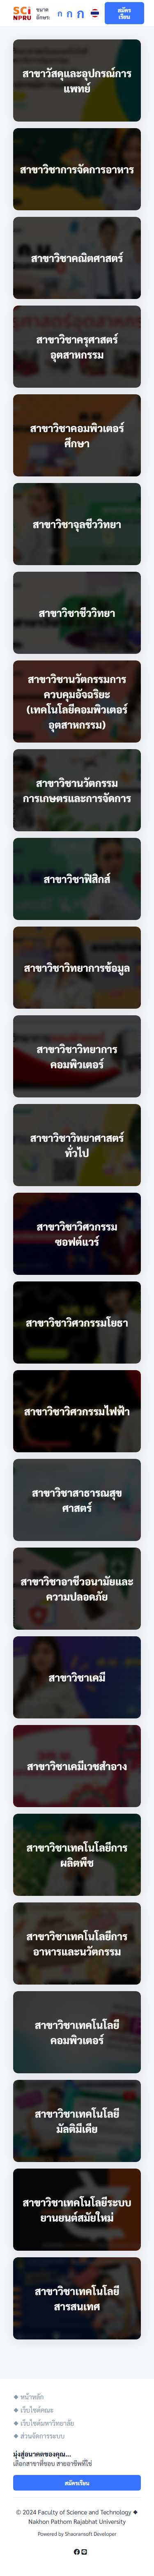 SCi
NPRU
ขนาด
อักษร:
ก ก ก
สมัคร
เรียน
สาขาวิชาวัสดุและอุปกรณ์การ
แพทย์
สาขาวิชาการจัดการอาหาร
สาขาวิชาคณิตศาสตร์
สาขาวิชาครุศาสตร์
อุตสาหกรรม
สาขาวิชาคอมพิวเตอร์
ศึกษา
สาขาวิชาจุลชีววิทยา
สาขาวิชาชีววิทยา
สาขาวิชานวัตกรรมการ
ควบคุมอัจฉริยะ
(เทคโนโลยีคอมพิวเตอร์
อุตสาหกรรม)
สาขาวิชานวัตกรรม
การเกษตรและการจัดการ
สาขาวิชาฟิสิกส์
สาขาวิชาวิทยาการข้อมูล
สาขาวิชาวิทยาการ
คอมพิวเตอร์
สาขาวิชาวิทยาศาสตร์
ทั่วไป
สาขาวิชาวิศวกรรม
ซอฟต์แวร์
สาขาวิชาวิศวกรรมโยธา
สาขาวิชาวิศวกรรมไฟฟ้า
สาขาวิชาสาธารณสุข
ศาสตร์
สาขาวิชาอาชีวอนามัยและ
ความปลอดภัย
สาขาวิชาเคมี
สาขาวิชาเคมีเวชสำอาง
สาขาวิชาเทคโนโลยีการ
ผลิตพืช
สาขาวิชาเทคโนโลยีการ
อาหารและนวัตกรรม
สาขาวิชาเทคโนโลยี
คอมพิวเตอร์
สาขาวิชาเทคโนโลยี
มัลติมีเดีย
สาขาวิชาเทคโนโลยีระบบ
ยานยนต์สมัยใหม่
สาขาวิชาเทคโนโลยี
สารสนเทศ
หน้าหลัก
เว็บไซต์คณะ
เว็บไซต์มหาวิทยาลัย
ส่วนจัดการระบบ
มุ่งสู่อนาคตของคุณ...
เลือกสาขาที่ชอบ สายอาชีพที่ใช่
สมัครเรียน
© 2024 Faculty of Science and Technology ◆
Nakhon Pathom Rajabhat University
Powered by Shaorensoft Developer